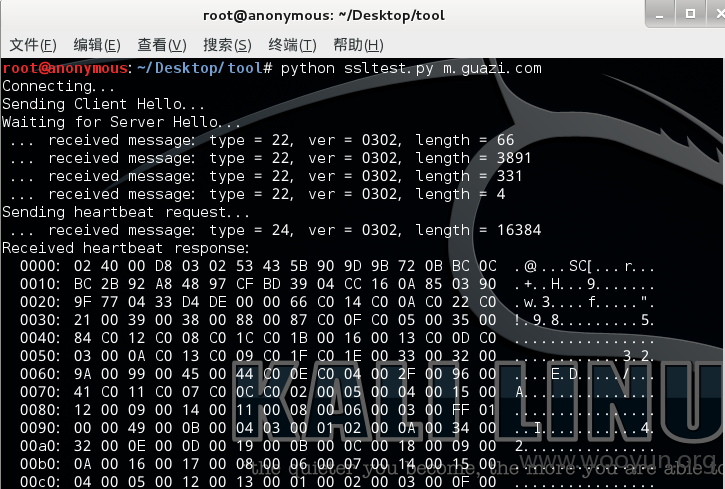 root@anonymous: ~/Desktop/tool
文件(F) 编辑(E) 查看(V) 搜索(S) 终端(T) 帮助(H)
root@anonymous:~/Desktop/tool# python ssltest.py m.guazi.com
Connecting...
Sending Client Hello...
Waiting for Server Hello...
 ... received message: type = 22, ver = 0302, length = 66
 ... received message: type = 22, ver = 0302, length = 3891
 ... received message: type = 22, ver = 0302, length = 331
 ... received message: type = 22, ver = 0302, length = 4
Sending heartbeat request...
 ... received message: type = 24, ver = 0302, length = 16384
Received heartbeat response:
  0000: 02 40 00 D8 03 02 53 43 5B 90 9D 9B 72 0B BC 0C  .@....SC[...r...
  0010: BC 2B 92 A8 48 97 CF BD 39 04 CC 16 0A 85 03 90  .+..H...9.......
  0020: 9F 77 04 33 D4 DE 00 00 66 C0 14 C0 0A C0 22 C0  .w.3....f.....".
  0030: 21 00 39 00 38 00 88 00 87 C0 0F C0 05 00 35 00  !.9.8.........5.
  0040: 84 C0 12 C0 08 C0 1C C0 1B 00 16 00 13 C0 0D C0  ................
  0050: 03 00 0A C0 13 C0 09 C0 1F C0 1E 00 33 00 32 00  ............3.2.
  0060: 9A 00 99 00 45 00 44 C0 0E C0 04 00 2F 00 96 00  ....E.D...../...
  0070: 41 C0 11 C0 07 C0 0C C0 02 00 05 00 04 00 15 00  A...............
  0080: 12 00 09 00 14 00 11 00 08 00 06 00 03 00 FF 01  ................
  0090: 00 00 49 00 0B 00 04 03 00 01 02 00 0A 00 34 00  ..I...........4.
  00a0: 32 00 0E 00 0D 00 19 00 0B 00 0C 00 18 00 09 00  2...............
  00b0: 0A 00 16 00 17 00 08 00 06 00 07 00 14 00 15 00  ................
  00c0: 04 00 05 00 12 00 13 00 01 00 02 00 03 00 0F 00  ................
KALI LINU
www.wooyun.org
the quieter you become, the more you are able to